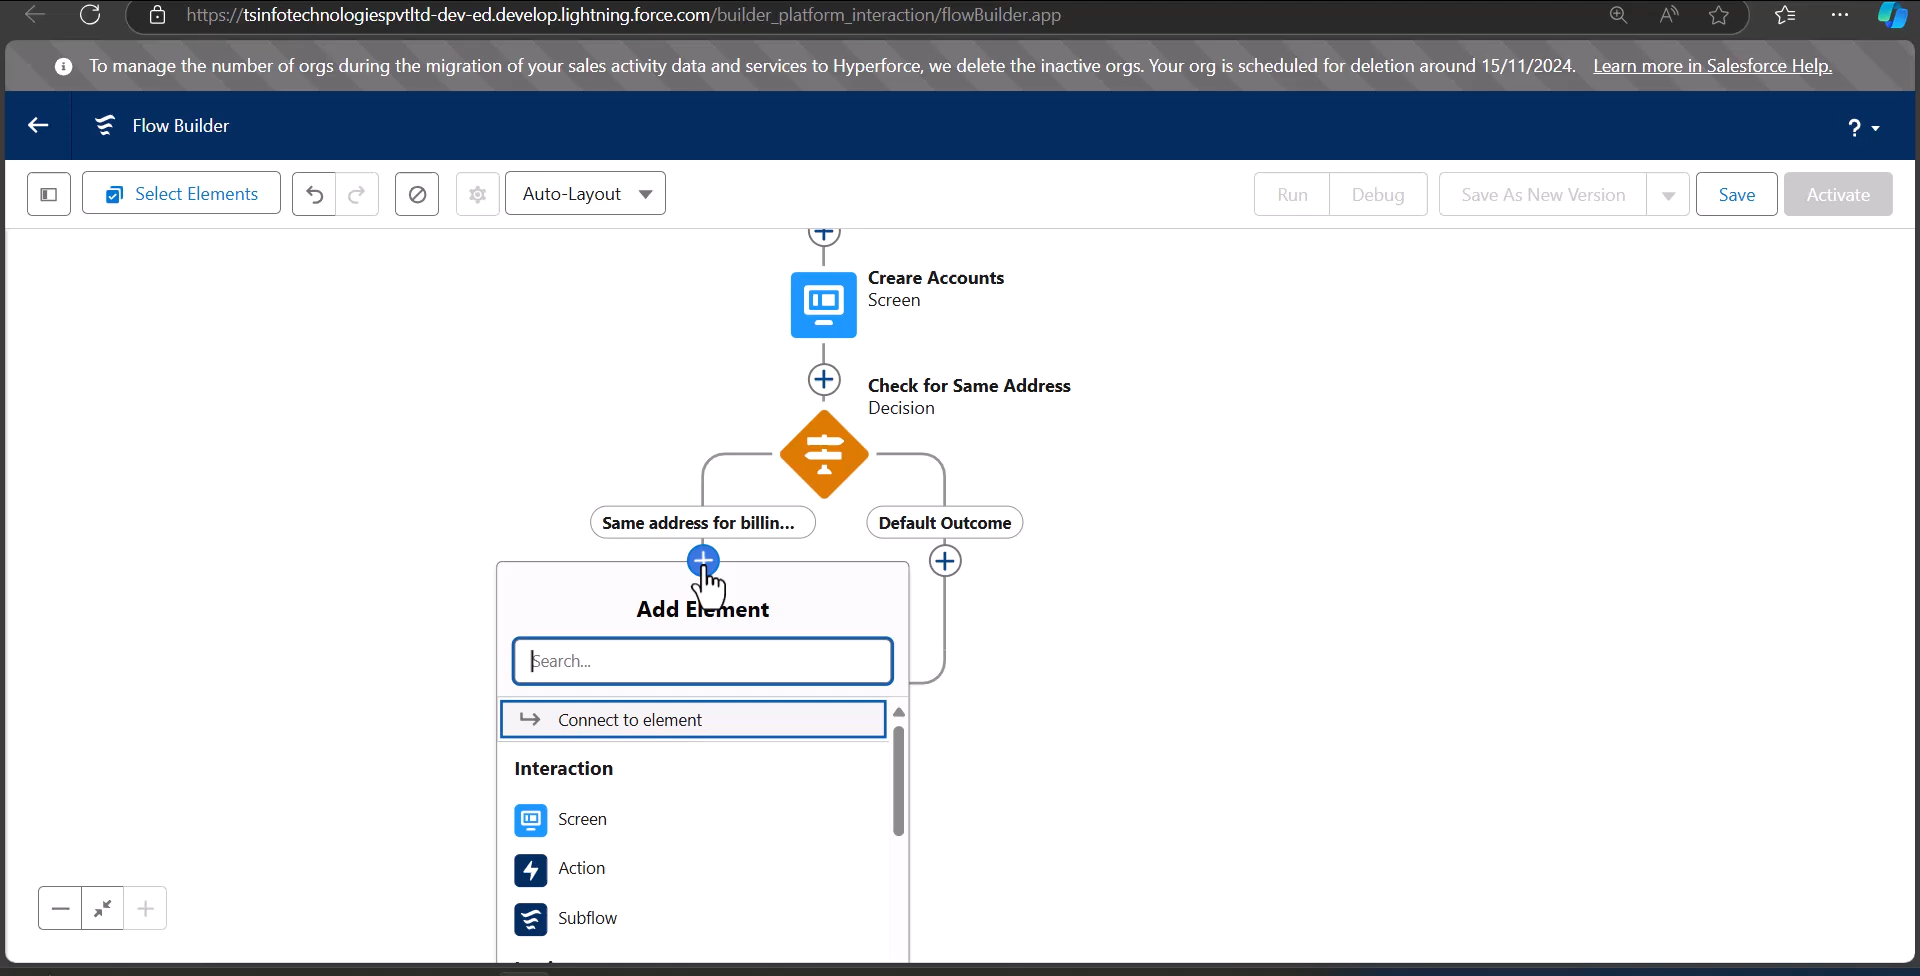 https://tsinfotechnologiespvtltd-dev-ed.develop.lightning.force.com/builder_platform_interaction/flowBuilder.app
To manage the number of orgs during the migration of your sales activity data and services to Hyperforce, we delete the inactive orgs. Your org is scheduled for deletion around 15/11/2024. Learn more in Salesforce Help.
Flow Builder
?
Select Elements
Auto-Layout
Run
Debug
Save As New Version
Save
Activate
Creare Accounts
Screen
Check for Same Address
Decision
Same address for billin...
Default Outcome
Add Element
Search...
Connect to element
Interaction
Screen
Action
Subflow